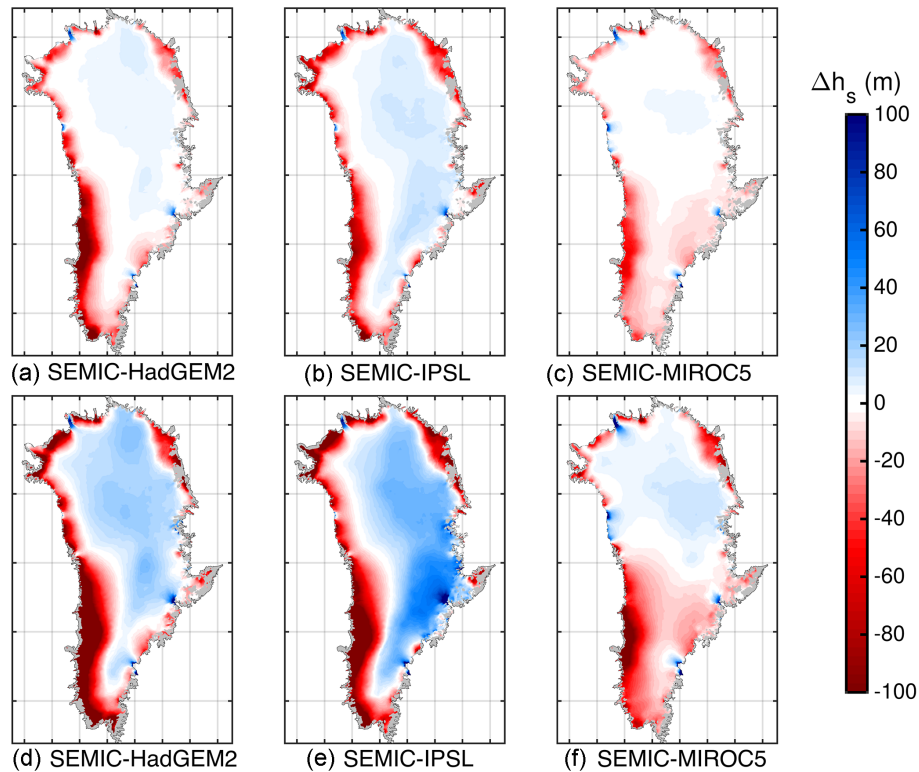 (a) SEMIC-HadGEM2
(b) SEMIC-IPSL
(c) SEMIC-MIROC5
Δhs (m)
100
80
60
40
20
0
-20
-40
-60
-80
-100
(d) SEMIC-HadGEM2
(e) SEMIC-IPSL
(f) SEMIC-MIROC5